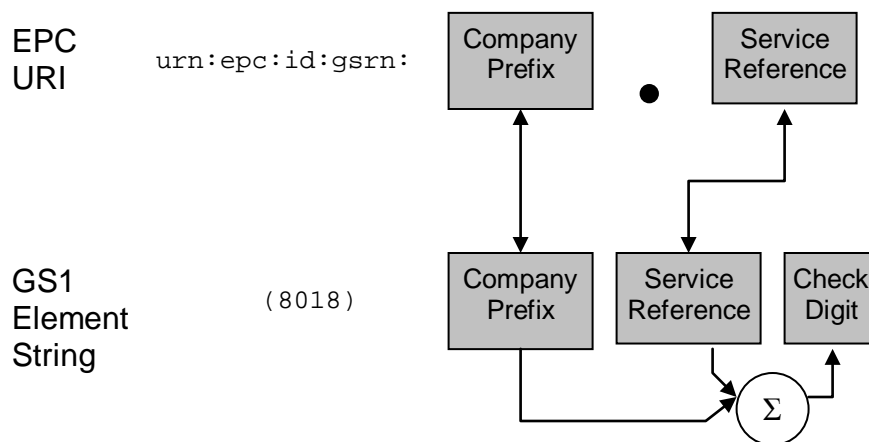 EPC
URI
urn:epc:id:gsrn:
Company
Prefix
Service
Reference
GS1
Element
String
(8018)
Company
Prefix
Service
Reference
Check
Digit
Σ